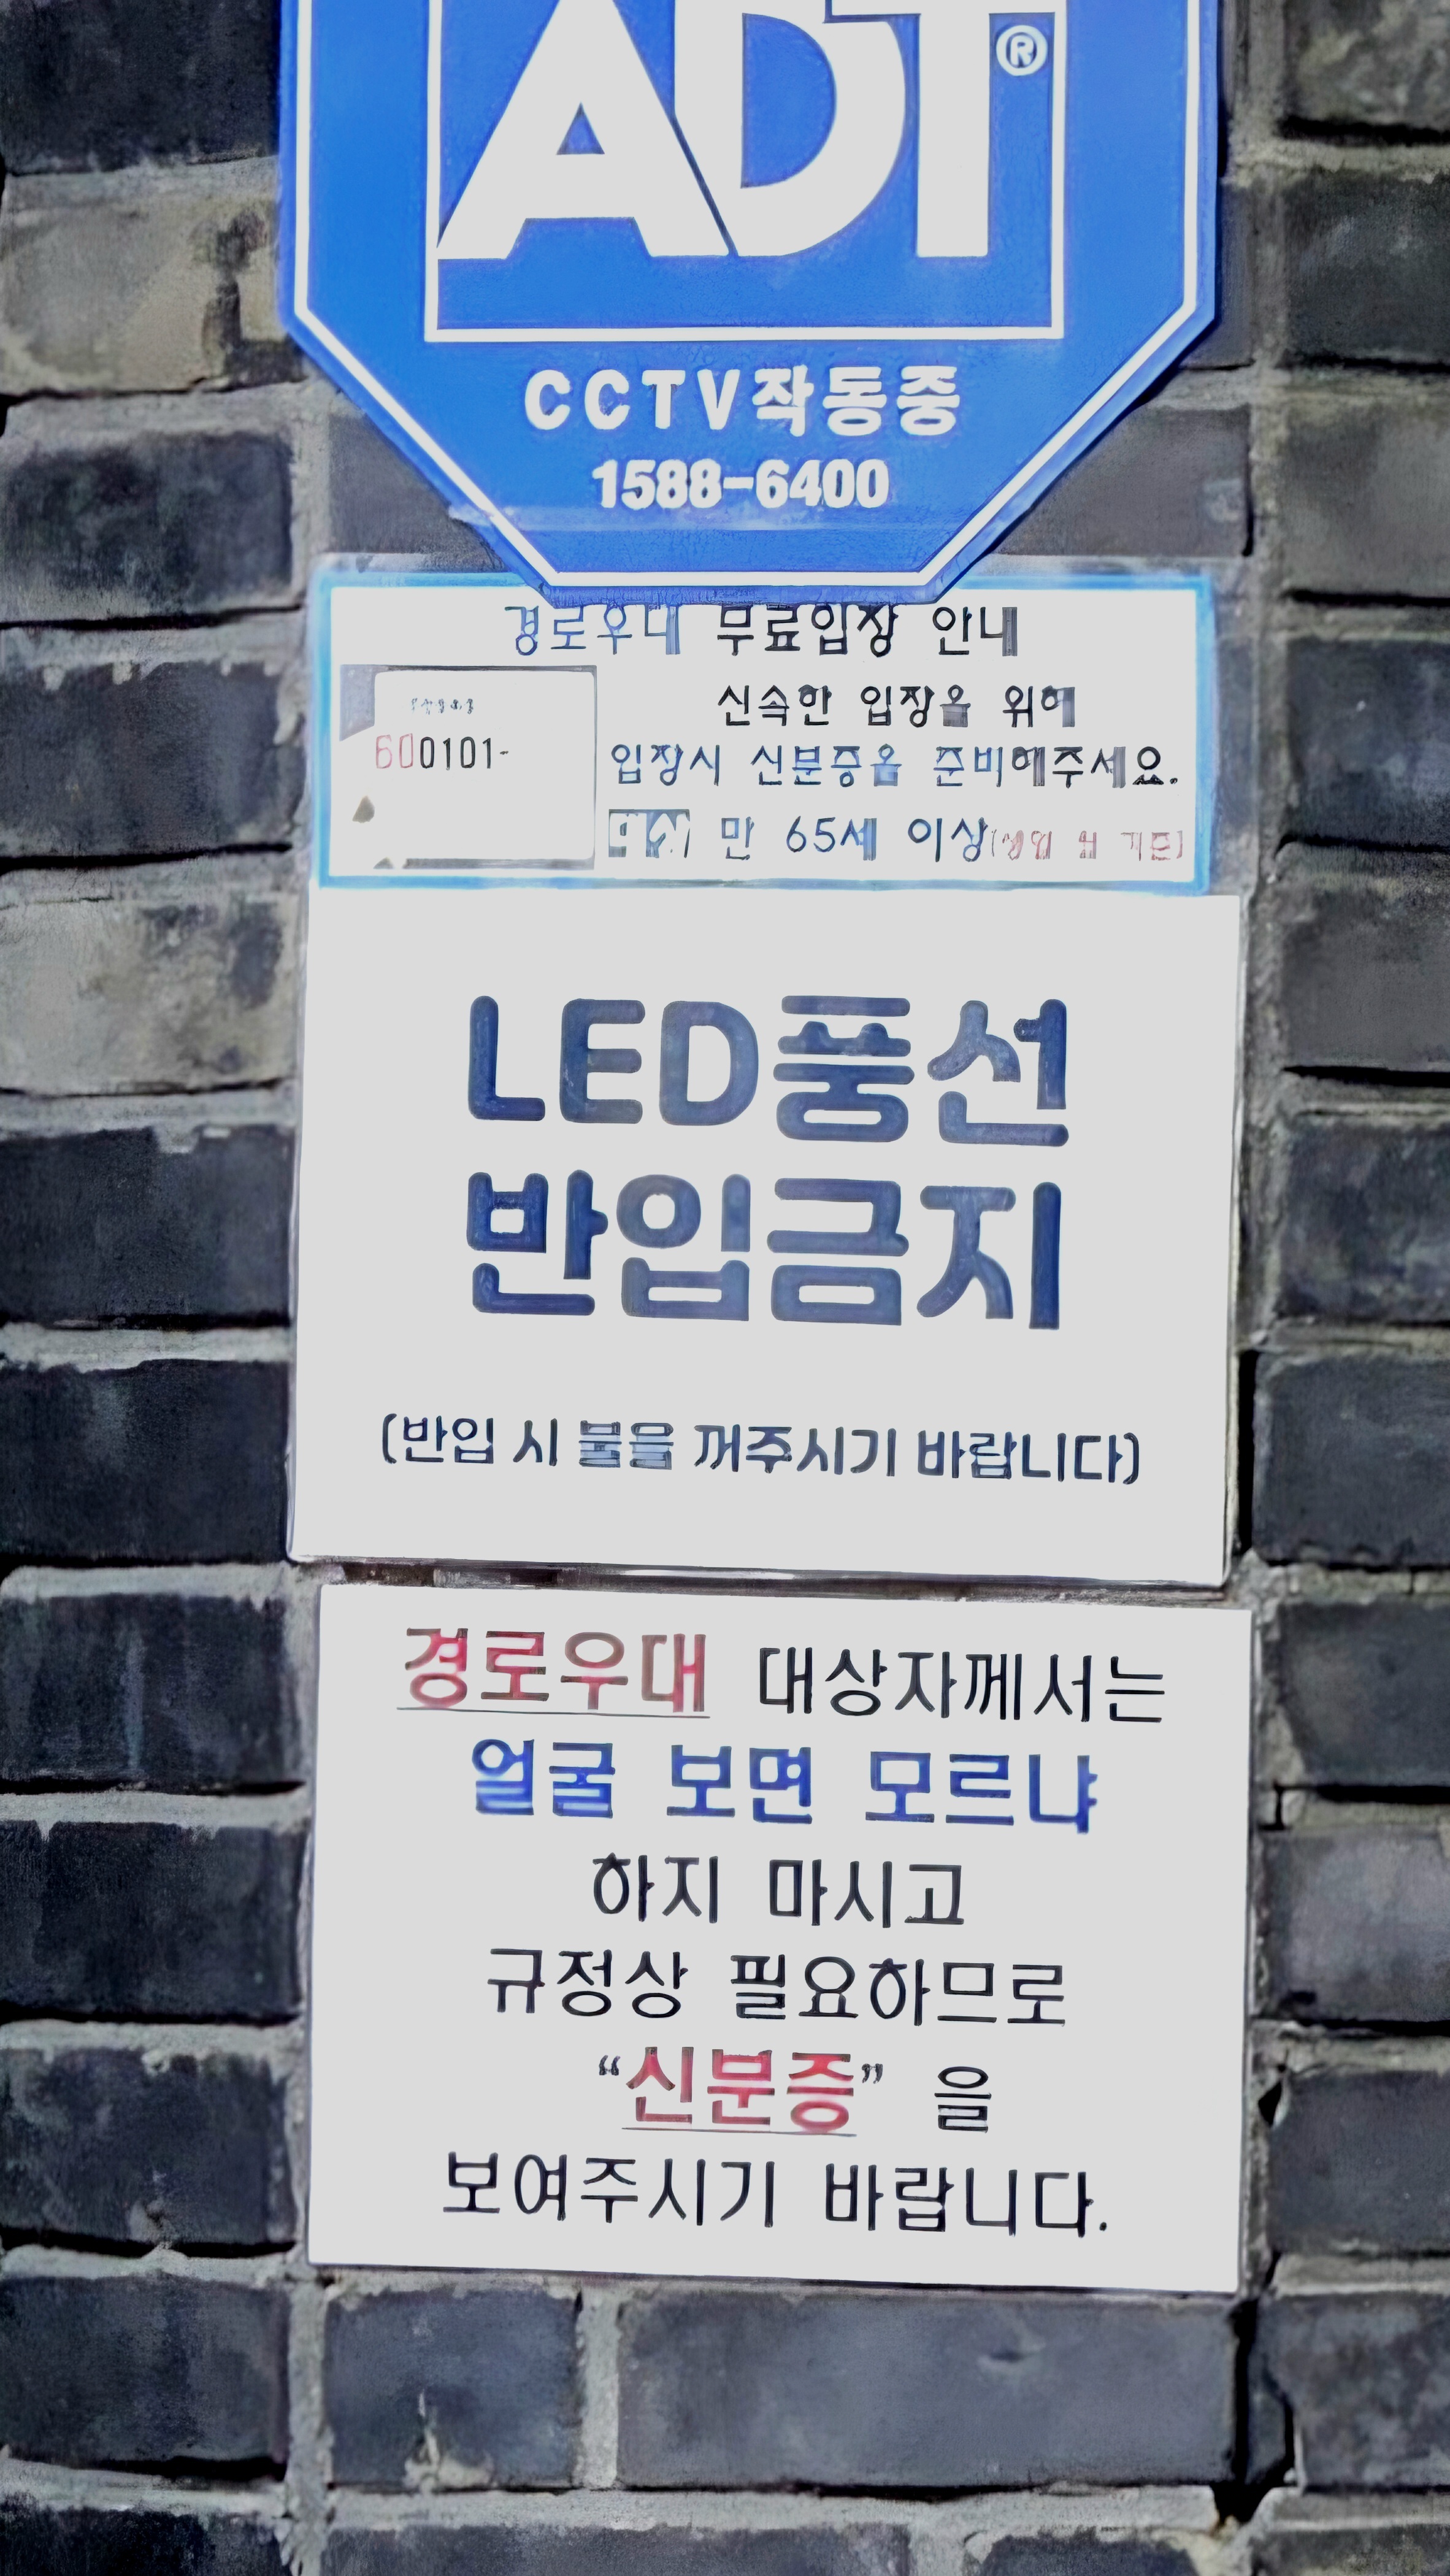 ADT®
CCTV작동중
1588-6400
경로우대 무료입장 안내
신속한 입장을 위해
입장시 신분증을 준비해주세요.
600101-
만 65세 이상
LED풍선
반입금지
(반입 시 불을 꺼주시기 바랍니다)
경로우대 대상자께서는
얼굴 보면 모르냐
하지 마시고
규정상 필요하므로
“신분증” 을
보여주시기 바랍니다.